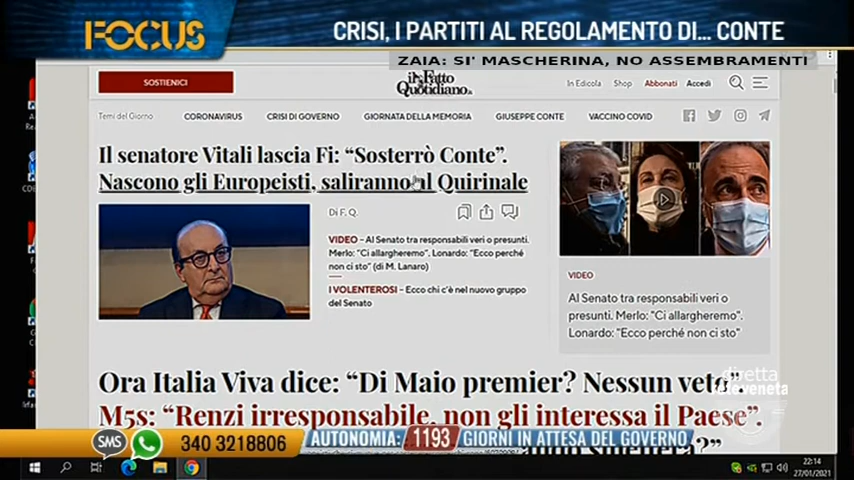 FOCUS
CRISI, I PARTITI AL REGOLAMENTO DI... CONTE
ZAIA: SI' MASCHERINA, NO ASSEMBRAMENTI
SOSTIENICI
il Fatto
Quotidiano.it
In Edicola Shop Abbonati Accedi
Temi del Giorno CORONAVIRUS CRISI DI GOVERNO GIORNATA DELLA MEMORIA GIUSEPPE CONTE VACCINO COVID
Il senatore Vitali lascia Fi: “Sosterrò Conte”.
Nascono gli Europeisti, saliranno al Quirinale
Di F. Q.
VIDEO – Al Senato tra responsabili veri o presunti.
Merlo: “Ci allargheremo”. Lonardo: “Ecco perché
non ci sto” (di M. Lanaro)
I VOLENTEROSI – Ecco chi c'è nel nuovo gruppo
del Senato
VIDEO
Al Senato tra responsabili veri o
presunti. Merlo: “Ci allargheremo”.
Lonardo: “Ecco perché non ci sto”
Ora Italia Viva dice: “Di Maio premier? Nessun veto”.
M5s: “Renzi irresponsabile, non gli interessa il Paese”.
diretta
televeneta
SMS 340 3218806
AUTONOMIA: 1193 GIORNI IN ATTESA DEL GOVERNO
22:14
27/01/2021